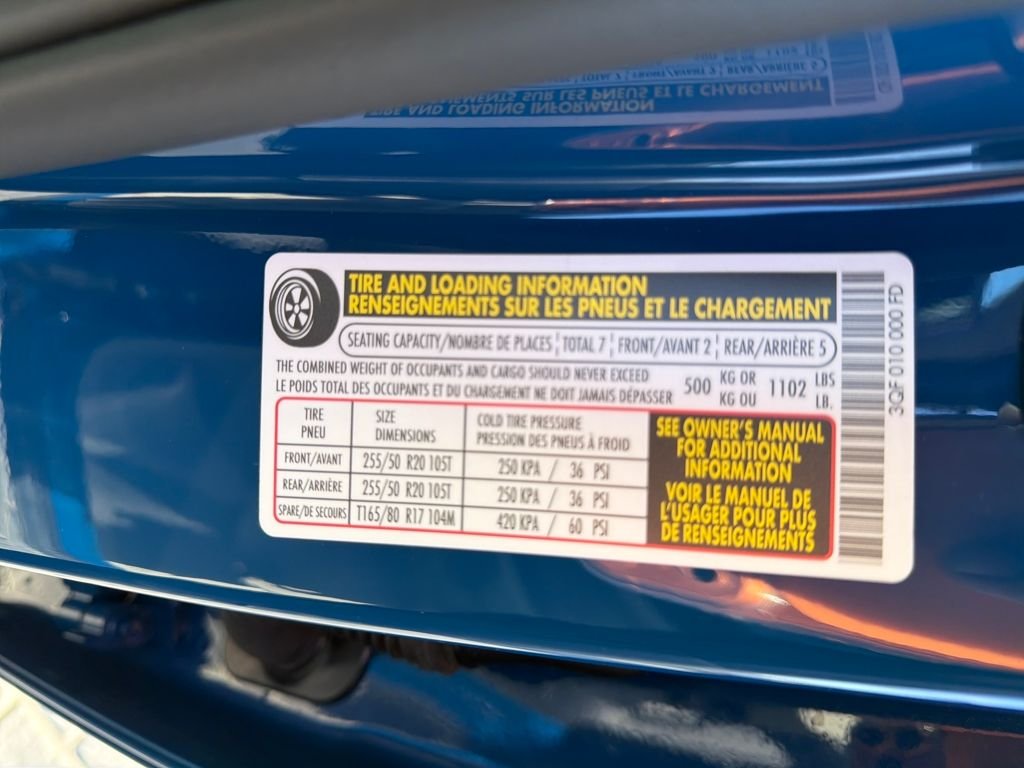 TIRE AND LOADING INFORMATION
RENSEIGNEMENTS SUR LES PNEUS ET LE CHARGEMENT
SEATING CAPACITY/NOMBRE DE PLACES TOTAL 7 FRONT/AVANT 2 REAR/ARRIÈRE 5
THE COMBINED WEIGHT OF OCCUPANTS AND CARGO SHOULD NEVER EXCEED
LE POIDS TOTAL DES OCCUPANTS ET DU CHARGEMENT NE DOIT JAMAIS DÉPASSER
500 KG OR 1102 LBS
KG OU LB.
TIRE SIZE COLD TIRE PRESSURE
PNEU DIMENSIONS PRESSION DES PNEUS À FROID
FRONT/AVANT 255/50 R20 105T 250 KPA / 36 PSI
REAR/ARRIÈRE 255/50 R20 105T 250 KPA / 36 PSI
SPARE/DE SECOURS T165/80 R17 104M 420 KPA / 60 PSI
SEE OWNER'S MANUAL
FOR ADDITIONAL
INFORMATION
VOIR LE MANUEL DE
L'USAGER POUR PLUS
DE RENSEIGNEMENTS
3QF 010 000 FD